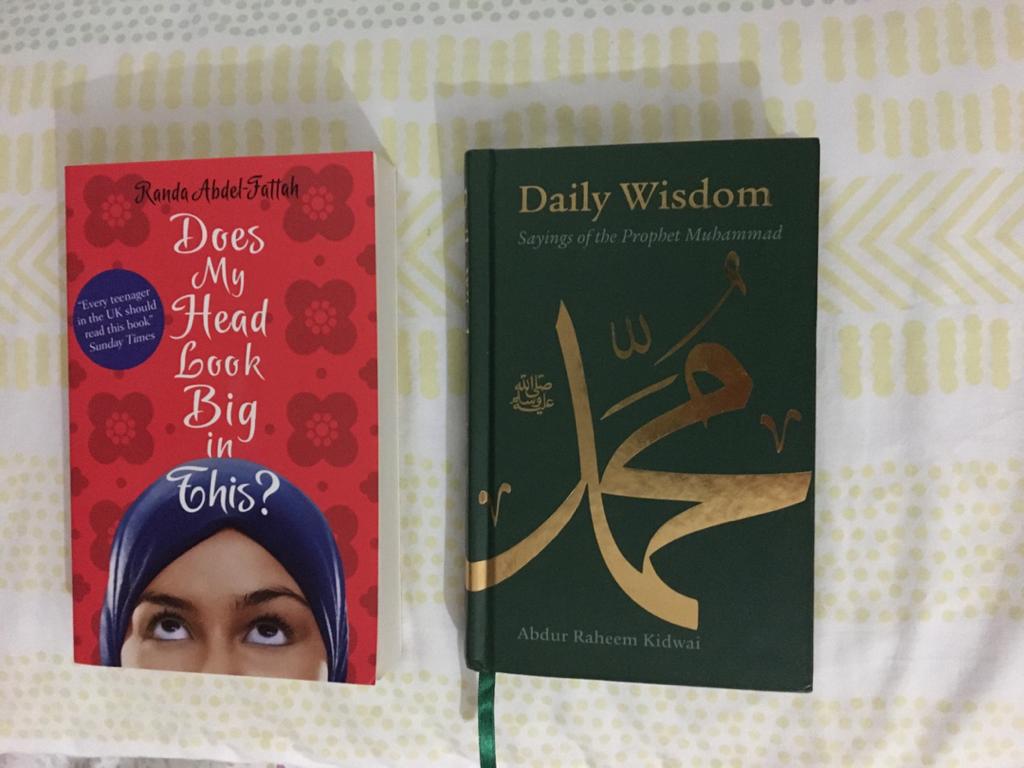 Randa Abdel-Fattah
Does
My
Head
Look
Big
in
This?
"Every teenager
in the UK should
read this book"
Sunday Times
Daily Wisdom
Sayings of the Prophet Muhammad
صلى الله
عليه وسلم
محمد
Abdur Raheem Kidwai